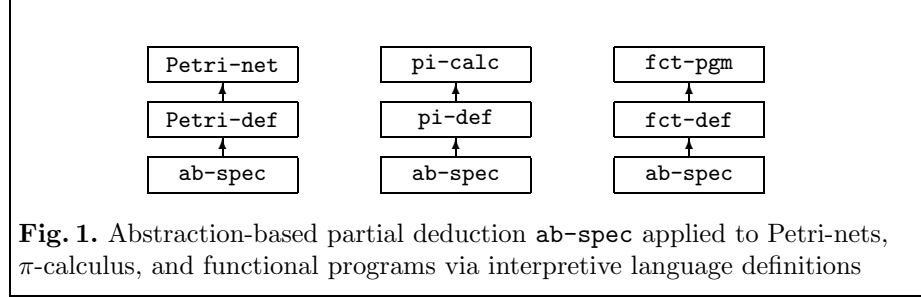 Petri-net pi-calc fct-pgm
Petri-def pi-def fct-def
ab-spec ab-spec ab-spec
Fig. 1. Abstraction-based partial deduction ab-spec applied to Petri-nets,
π-calculus, and functional programs via interpretive language definitions